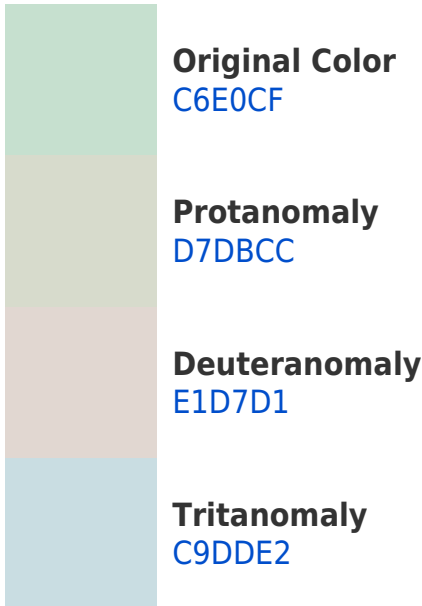 Original Color
C6E0CF
Protanomaly
D7DBCC
Deuteranomaly
E1D7D1
Tritanomaly
C9DDE2